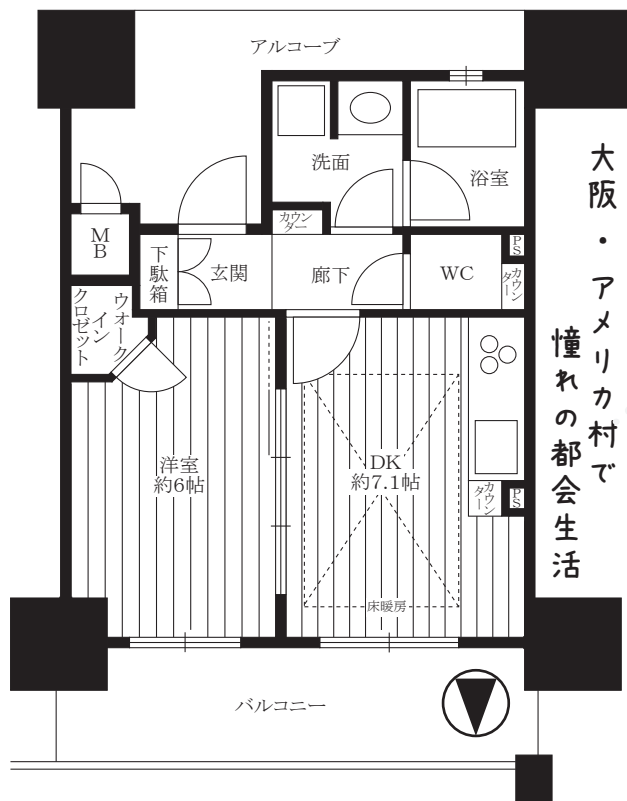 アルコーブ
洗面
浴室
大阪・アメリカ村で
憧れの都会生活
MB
カウンター
PS
下駄箱
玄関
廊下
WC
カウンター
ウォークインクロゼット
洋室
約6帖
DK
約7.1帖
カウンター
PS
床暖房
バルコニー